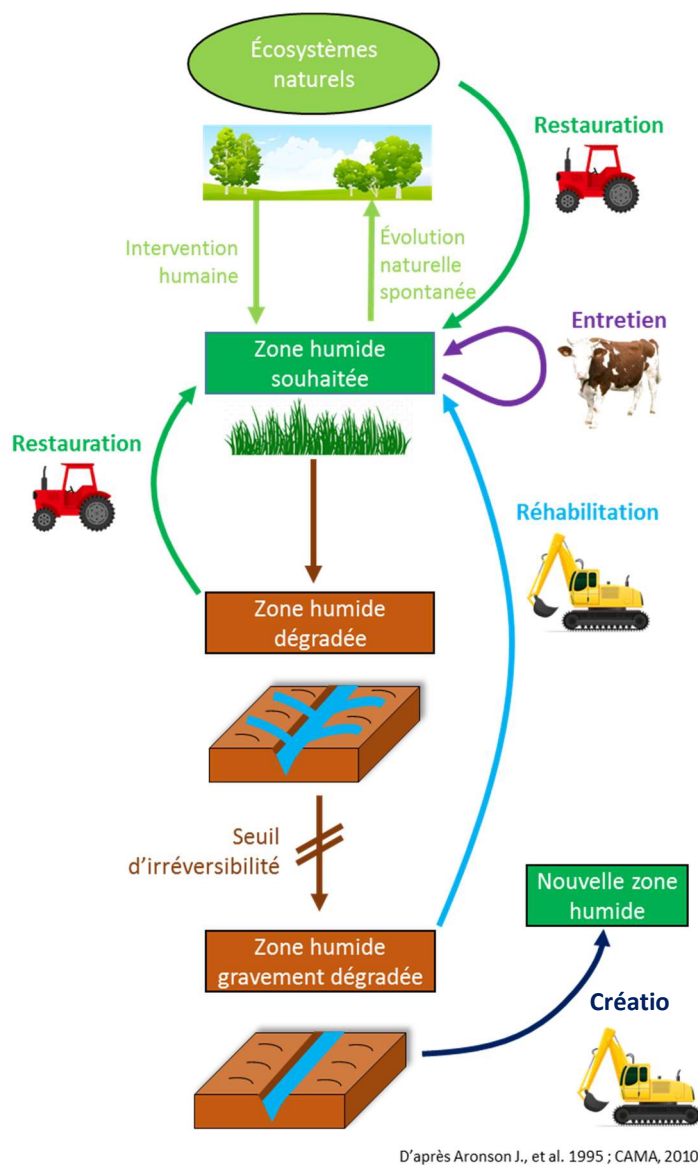 Écosystèmes
naturels
Restauration
Intervention
humaine
Évolution
naturelle
spontanée
Zone humide
souhaitée
Entretien
Restauration
Réhabilitation
Zone humide
dégradée
Seuil
d'irréversibilité
Nouvelle zone
humide
Zone humide
gravement dégradée
Créatio
D'après Aronson J., et al. 1995 ; CAMA, 2010